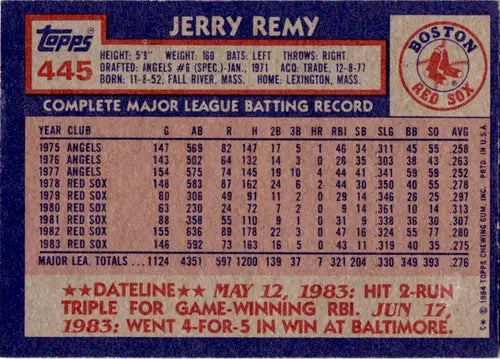 JERRY REMY
topps
445
HEIGHT: 5'9" WEIGHT: 160 BATS: LEFT THROWS: RIGHT
DRAFTED: ANGELS #6 (SPEC.)-JAN., 1971 ACQ: TRADE, 12-8-77
BORN: 11-8-52, FALL RIVER, MASS. HOME: LEXINGTON, MASS.
BOSTON
RED SOX
COMPLETE MAJOR LEAGUE BATTING RECORD
YEAR CLUB G AB R H 2B 3B HR RBI SB SLG BB SO AVG
1975 ANGELS 147 569 82 147 17 5 1 46 34 .311 45 55 .258
1976 ANGELS 143 502 64 132 14 3 0 28 35 .303 38 43 .263
1977 ANGELS 154 575 74 145 19 10 4 44 41 .341 59 59 .252
1978 RED SOX 148 583 87 162 24 6 2 44 30 .350 40 55 .278
1979 RED SOX 80 306 49 91 11 2 0 29 14 .346 26 25 .297
1980 RED SOX 63 230 24 72 7 2 0 9 14 .361 10 14 .313
1981 RED SOX 88 358 55 110 9 1 0 31 9 .338 36 30 .307
1982 RED SOX 155 636 89 178 22 3 0 47 16 .324 55 77 .280
1983 RED SOX 146 592 73 163 16 5 0 43 11 .319 40 35 .275
MAJOR LEA. TOTALS ... 1124 4351 597 1200 139 37 7 321 204 .330 349 393 .276
★★DATELINE★★ MAY 12, 1983: HIT 2-RUN
TRIPLE FOR GAME-WINNING RBI. JUN 17,
1983: WENT 4-FOR-5 IN WIN AT BALTIMORE.
C* © 1984 TOPPS CHEWING GUM, INC. PRTD. IN U.S.A.